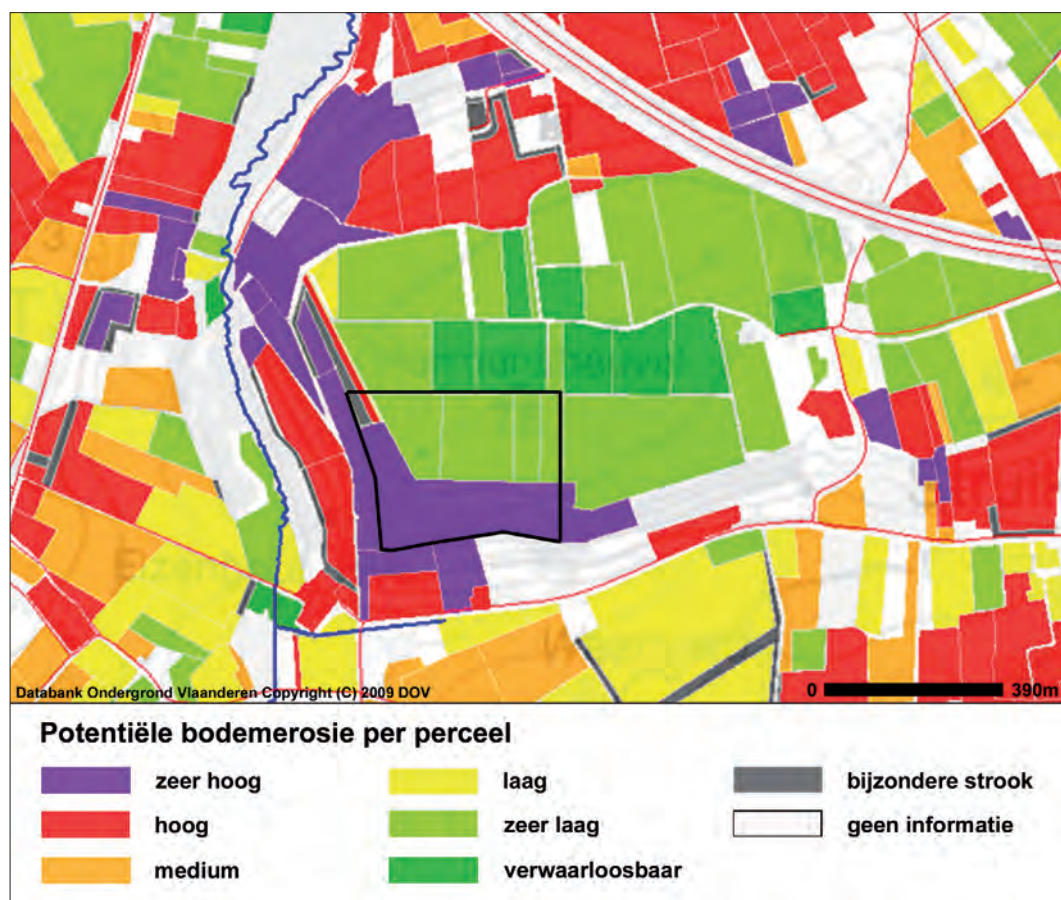 Databank Ondergrond Vlaanderen Copyright (C) 2009 DOV
0 390m
Potentiële bodemerosie per perceel
zeer hoog
laag
bijzondere strook
hoog
zeer laag
geen informatie
medium
verwaarloosbaar